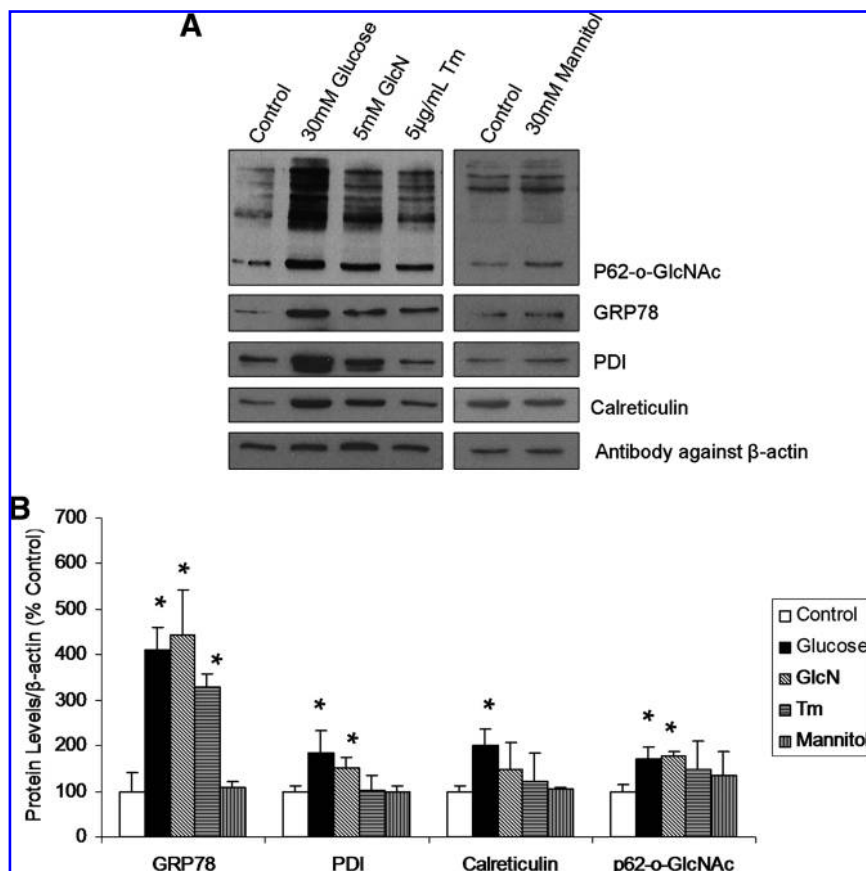 A
Control
30mM Glucose
5mM GlcN
5µg/mL Tm
Control
30mM Mannitol
P62-o-GlcNAc
GRP78
PDI
Calreticulin
Antibody against β-actin
B
Protein Levels/β-actin (% Control)
700
600
500
400
300
200
100
0
* * *
* *
*
* *
GRP78 PDI Calreticulin p62-o-GlcNAc
Control
Glucose
GlcN
Tm
Mannitol